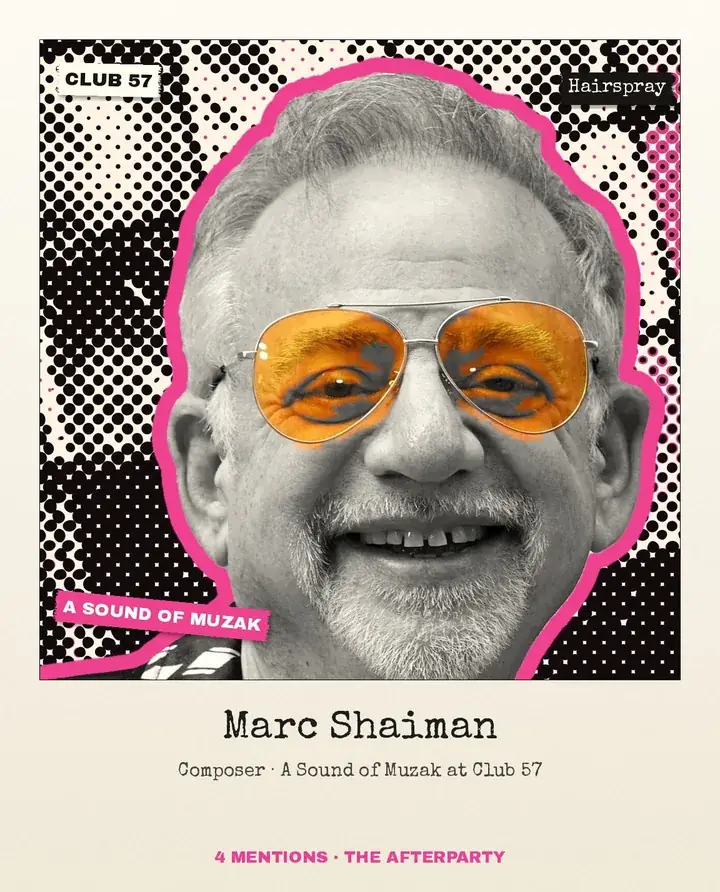 CLUB 57
Hairspray
A SOUND OF MUZAK
Marc Shaiman
Composer · A Sound of Muzak at Club 57
4 MENTIONS · THE AFTERPARTY